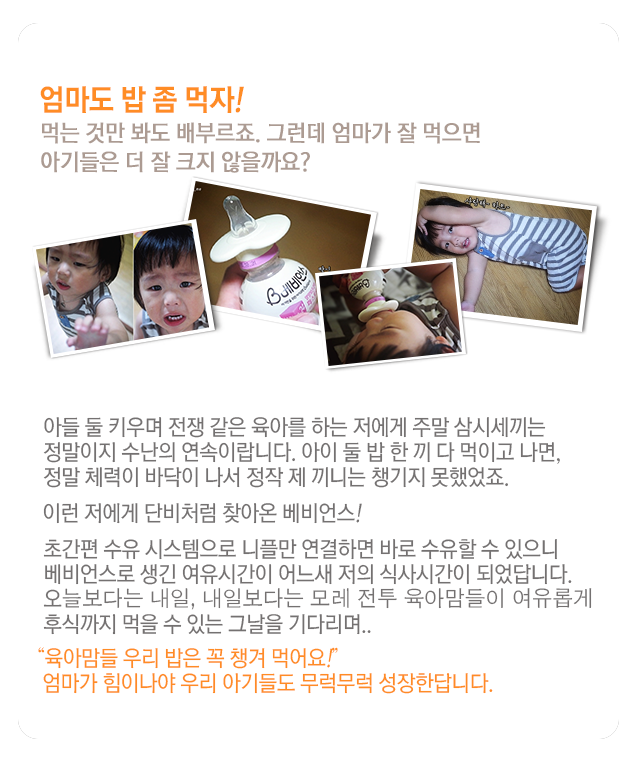 엄마도 밥 좀 먹자!
먹는 것만 봐도 배부르죠. 그런데 엄마가 잘 먹으면
아기들은 더 잘 크지 않을까요?
베비언스
아들 둘 키우며 전쟁 같은 육아를 하는 저에게 주말 삼시세끼는
정말이지 수난의 연속이랍니다. 아이 둘 밥 한 끼 다 먹이고 나면,
정말 체력이 바닥이 나서 정작 제 끼니는 챙기지 못했었죠.
이런 저에게 단비처럼 찾아온 베비언스!
초간편 수유 시스템으로 니플만 연결하면 바로 수유할 수 있으니
베비언스로 생긴 여유시간이 어느새 저의 식사시간이 되었답니다.
오늘보다는 내일, 내일보다는 모레 전투 육아맘들이 여유롭게
후식까지 먹을 수 있는 그날을 기다리며..
“육아맘들 우리 밥은 꼭 챙겨 먹어요!”
엄마가 힘이나야 우리 아기들도 무럭무럭 성장한답니다.